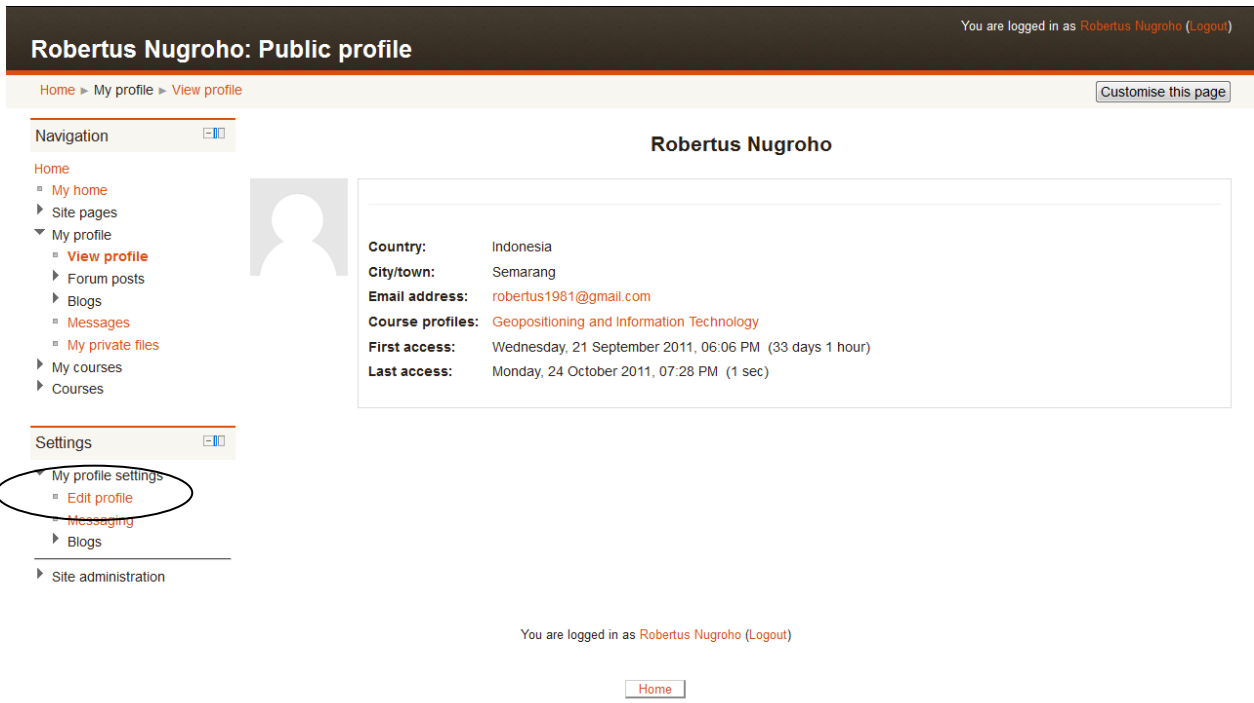 You are logged in as Robertus Nugroho (Logout)
Robertus Nugroho: Public profile
Home ► My profile ► View profile
Customise this page
Navigation
Home
My home
Site pages
My profile
View profile
Forum posts
Blogs
Messages
My private files
My courses
Courses
Settings
My profile settings
Edit profile
Messaging
Blogs
Site administration
Robertus Nugroho
Country: Indonesia
City/town: Semarang
Email address: robertus1981@gmail.com
Course profiles: Geopositioning and Information Technology
First access: Wednesday, 21 September 2011, 06:06 PM (33 days 1 hour)
Last access: Monday, 24 October 2011, 07:28 PM (1 sec)
You are logged in as Robertus Nugroho (Logout)
Home